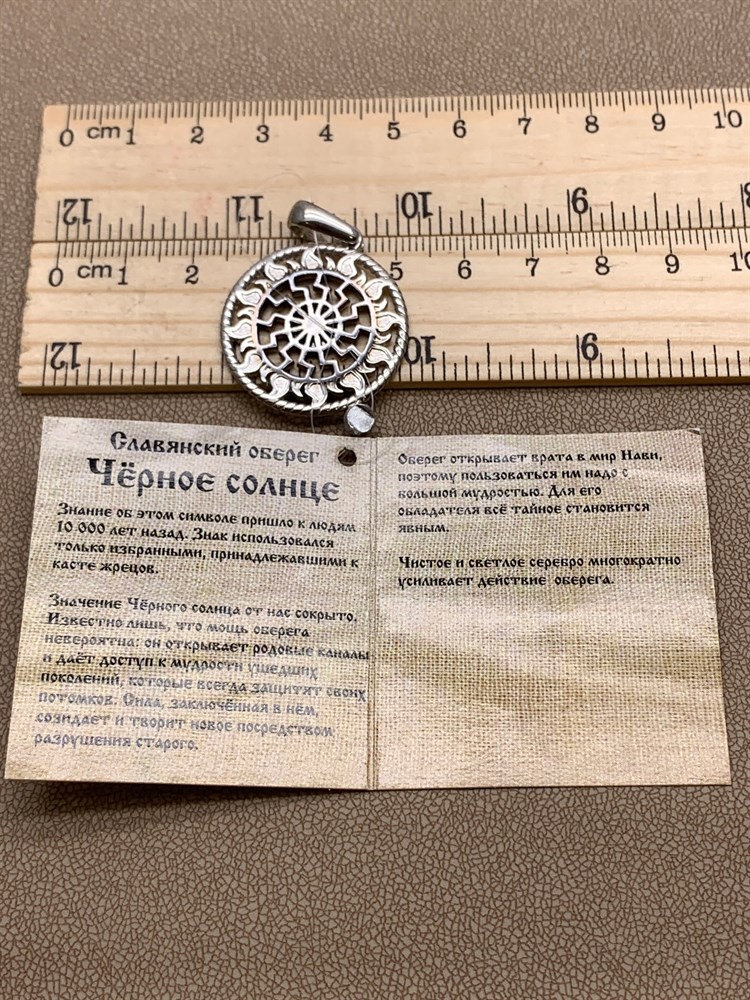 0 cm 1 2 3 4 5 6 7 8 9 10
12 11 10 9
0 cm 1 2 5 6 7 8 9 10
12 10 9
Славянский оберег
Чёрное солнце
Знание об этом символе пришло к людям
10 000 лет назад. Знак использовался
только избранными, принадлежавшими к
касте жрецов.
Значение Чёрного солнца от нас сокрыто.
Известно лишь, что мощь оберега
невероятна: он открывает родовые каналы
и даёт доступ к мудрости ушедших
поколений, которые всегда защитят своих
потомков. Сила, заключённая в нём,
созидает и творит новое посредством
разрушения старого.
Оберег открывает врата в мир Нави,
поэтому пользоваться им надо с
большой мудростью. Для его
обладателя всё тайное становится
явным.
Чистое и светлое серебро многократно
усиливает действие оберега.